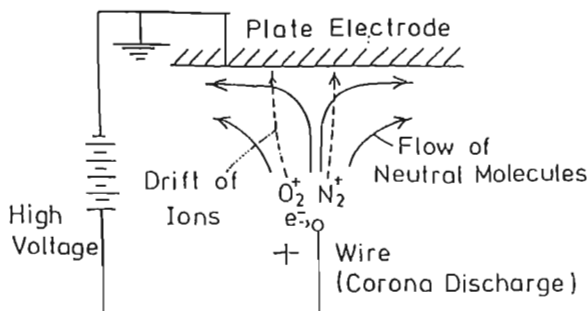 Plate Electrode
Drift of
Ions
Flow of
Neutral Molecules
O₂⁺ N₂⁺
e⁻
High
Voltage
+
Wire
(Corona Discharge)